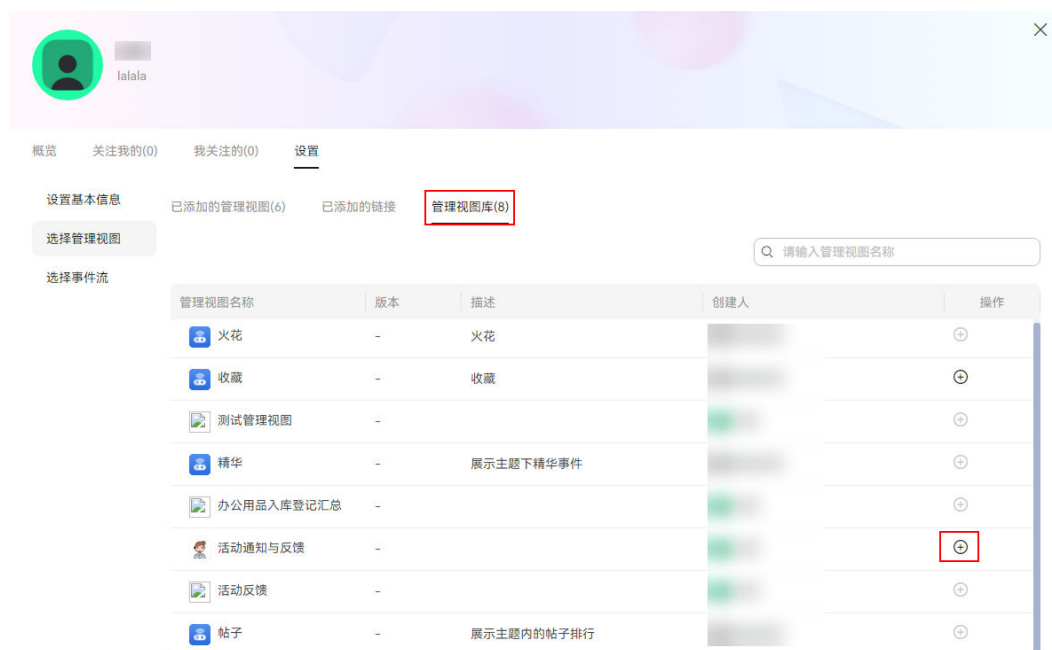 lalala
概览 关注我的(0) 我关注的(0) 设置
设置基本信息
选择管理视图
选择事件流
已添加的管理视图(6) 已添加的链接 管理视图库(8)
请输入管理视图名称
管理视图名称 版本 描述 创建人 操作
火花 - 火花
收藏 - 收藏
测试管理视图 -
精华 - 展示主题下精华事件
办公用品入库登记汇总 -
活动通知与反馈 -
活动反馈 -
帖子 - 展示主题内的帖子排行